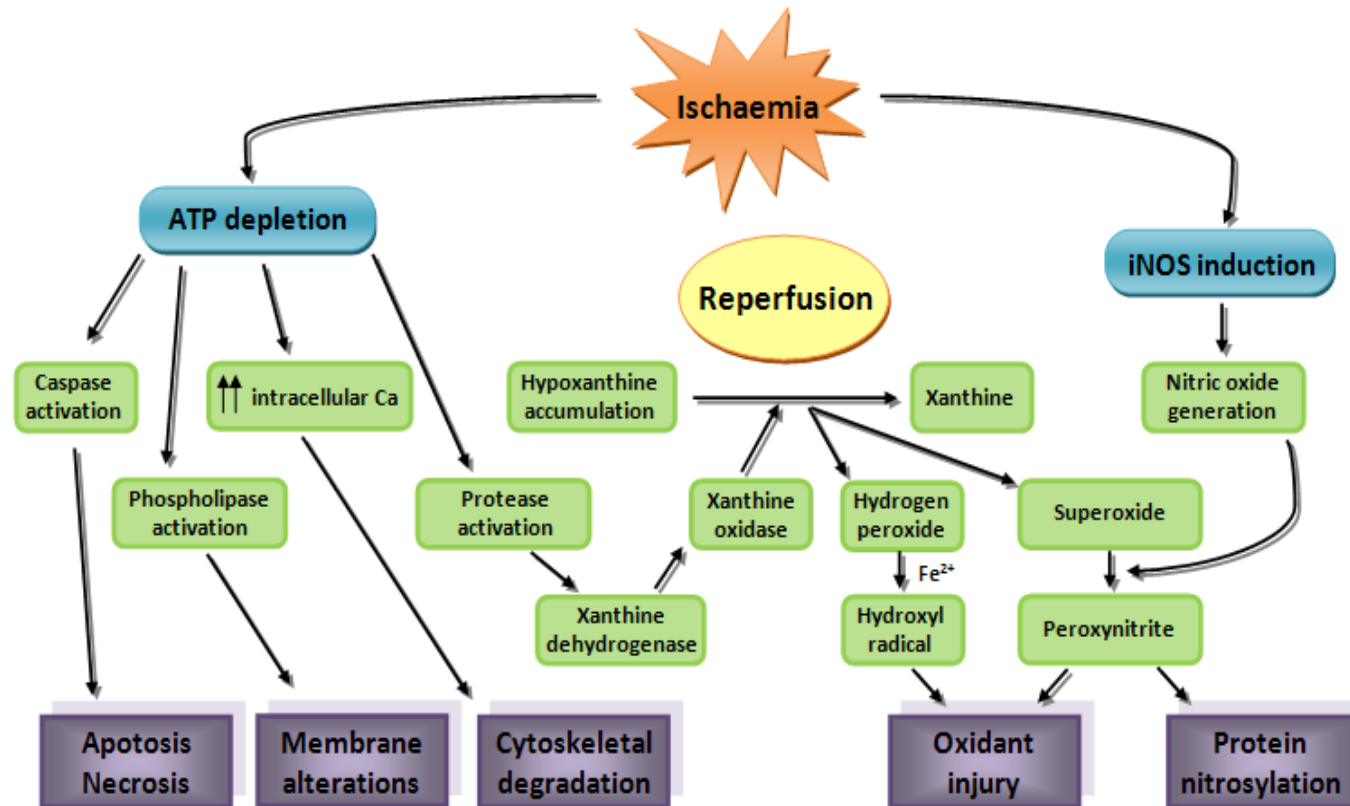 Ischaemia
ATP depletion
iNOS induction
Reperfusion
Caspase
activation
↑↑ intracellular Ca
Hypoxanthine
accumulation
Xanthine
Nitric oxide
generation
Phospholipase
activation
Protease
activation
Xanthine
oxidase
Hydrogen
peroxide
Superoxide
Fe²⁺
Xanthine
dehydrogenase
Hydroxyl
radical
Peroxynitrite
Apotosis
Necrosis
Membrane
alterations
Cytoskeletal
degradation
Oxidant
injury
Protein
nitrosylation